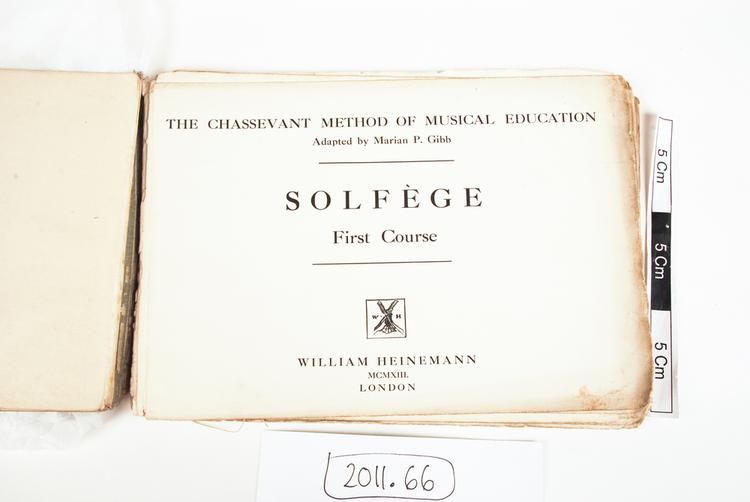 THE CHASSEVANT METHOD OF MUSICAL EDUCATION
Adapted by Marian P. Gibb
SOLFÈGE
First Course
W H
WILLIAM HEINEMANN
MCMXIII.
LONDON
5 Cm
5 Cm
5 Cm
2011.66